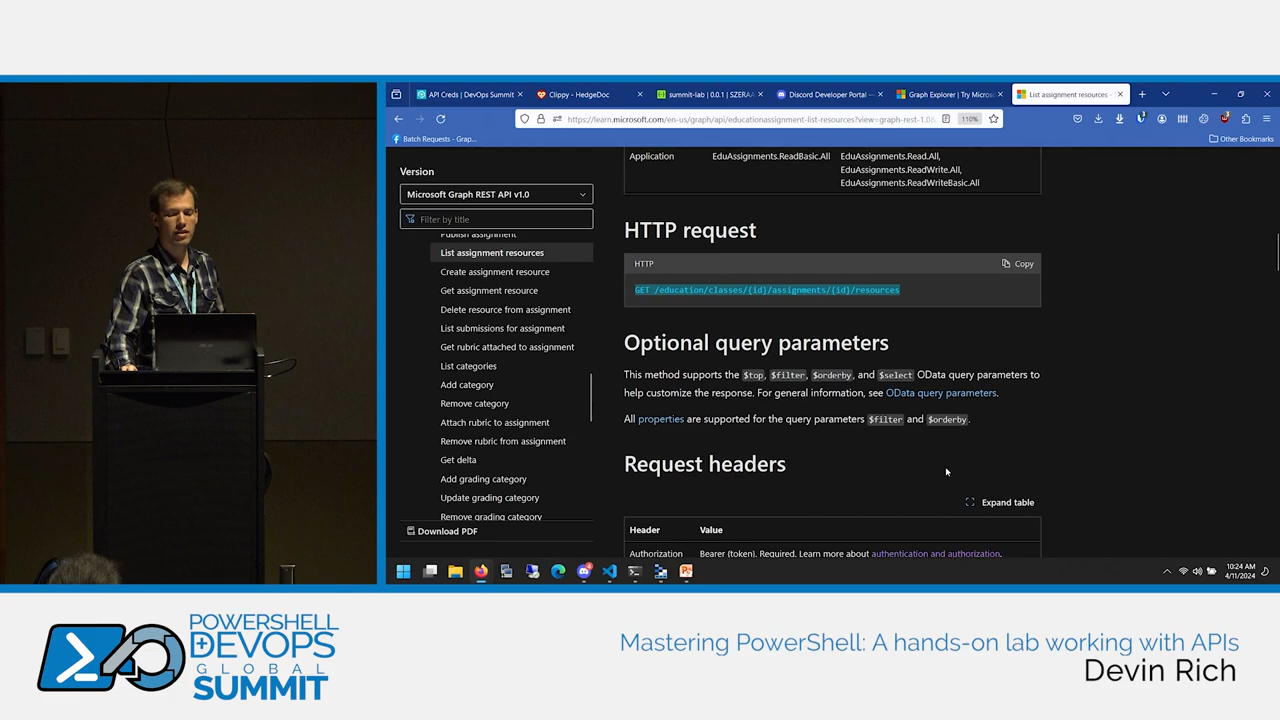 API Creds | DevOps Summit
Clippy - HedgeDoc
summit-lab | 0.0.1 | SZERAA
Discord Developer Portal —
Graph Explorer | Try Micros
List assignment resources -
https://learn.microsoft.com/en-us/graph/api/educationassignment-list-resources?view=graph-rest-1.0&
110%
Batch Requests - Grap...
Other Bookmarks
Version
Microsoft Graph REST API v1.0
Filter by title
Publish assignment
List assignment resources
Create assignment resource
Get assignment resource
Delete resource from assignment
List submissions for assignment
Get rubric attached to assignment
List categories
Add category
Remove category
Attach rubric to assignment
Remove rubric from assignment
Get delta
Add grading category
Update grading category
Remove grading category
Download PDF
Application EduAssignments.ReadBasic.All EduAssignments.Read.All,
EduAssignments.ReadWrite.All,
EduAssignments.ReadWriteBasic.All
HTTP request
HTTP Copy
GET /education/classes/{id}/assignments/{id}/resources
Optional query parameters
This method supports the $top, $filter, $orderby, and $select OData query parameters to
help customize the response. For general information, see OData query parameters.
All properties are supported for the query parameters $filter and $orderby.
Request headers
Expand table
Header Value
Authorization Bearer {token}. Required. Learn more about authentication and authorization.
10:24 AM
4/11/2024
POWERSHELL
DEVOPS
GLOBAL
SUMMIT
Mastering PowerShell: A hands-on lab working with APIs
Devin Rich